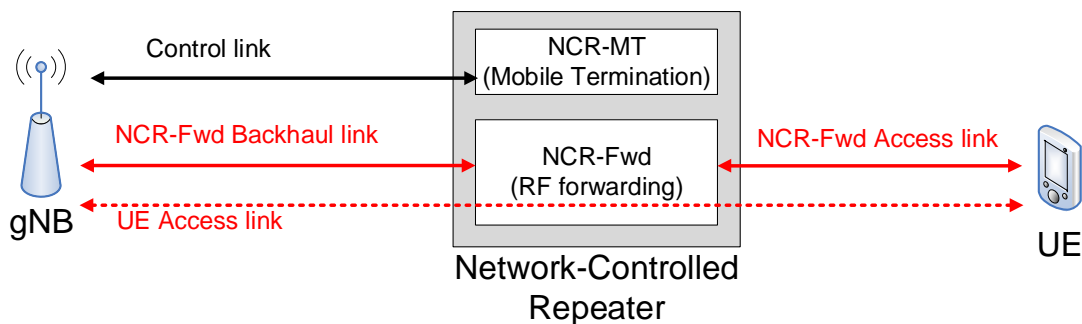 Control link
NCR-MT
(Mobile Termination)
NCR-Fwd Backhaul link
NCR-Fwd
(RF forwarding)
NCR-Fwd Access link
UE Access link
gNB
UE
Network-Controlled
Repeater